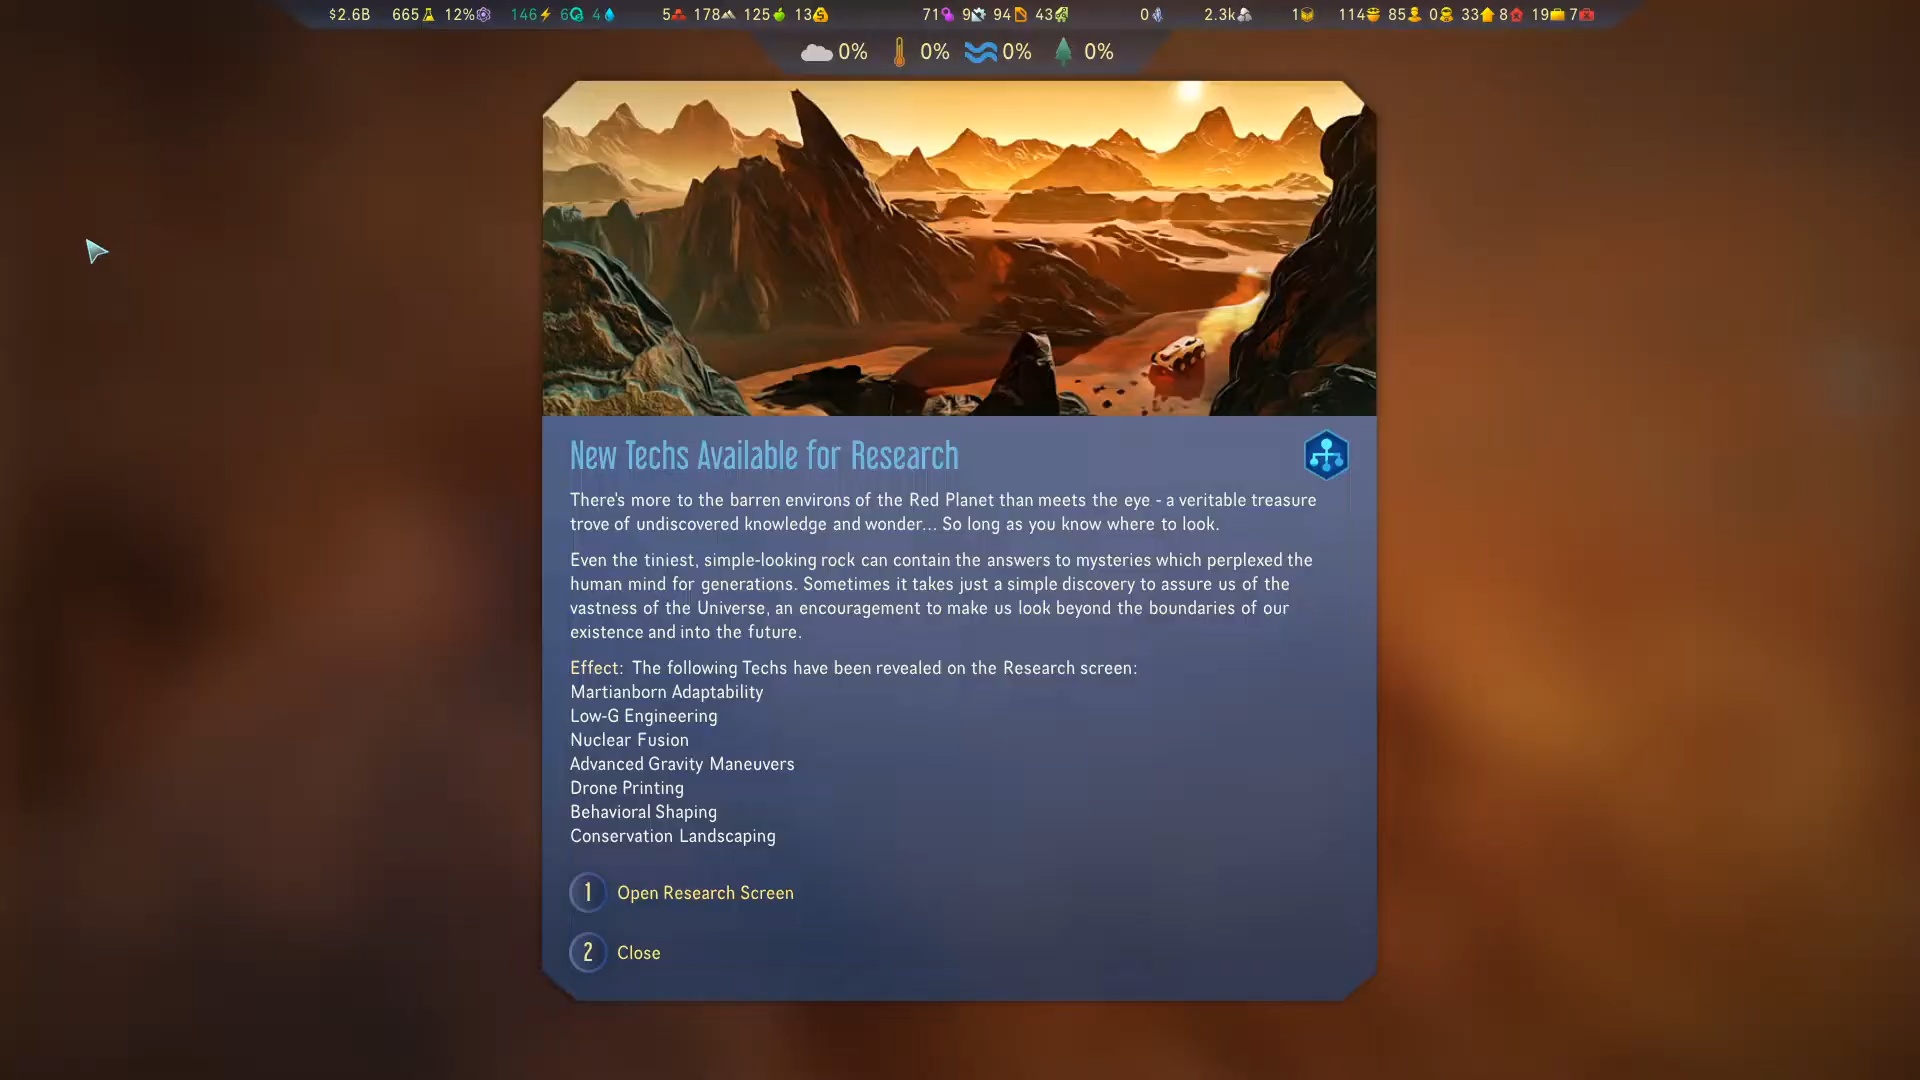 $2.6B 665 12% 146 6 4 5 178 125 13 71 9 94 43 0 2.3k 1 114 85 0 33 8 19 7
0% 0% 0% 0%
New Techs Available for Research
There's more to the barren environs of the Red Planet than meets the eye - a veritable treasure
trove of undiscovered knowledge and wonder... So long as you know where to look.
Even the tiniest, simple-looking rock can contain the answers to mysteries which perplexed the
human mind for generations. Sometimes it takes just a simple discovery to assure us of the
vastness of the Universe, an encouragement to make us look beyond the boundaries of our
existence and into the future.
Effect: The following Techs have been revealed on the Research screen:
Martianborn Adaptability
Low-G Engineering
Nuclear Fusion
Advanced Gravity Maneuvers
Drone Printing
Behavioral Shaping
Conservation Landscaping
1 Open Research Screen
2 Close